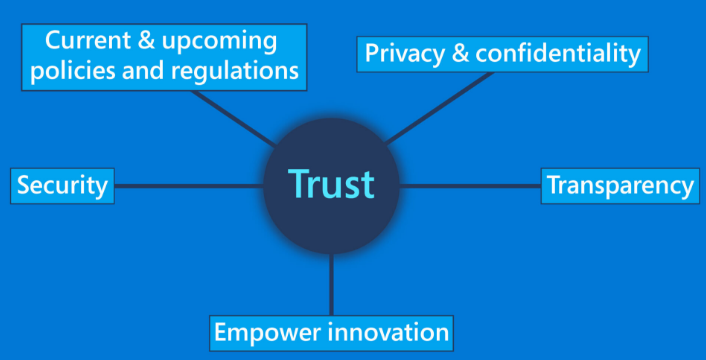 Current & upcoming
policies and regulations
Privacy & confidentiality
Security
Trust
Transparency
Empower innovation